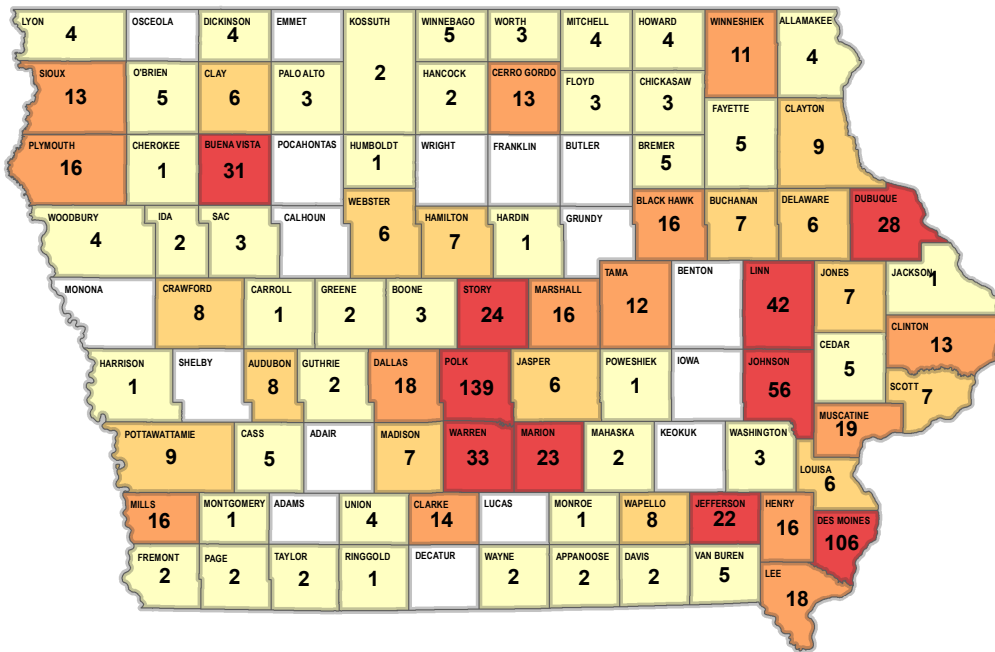 LYON
4
OSCEOLA
DICKINSON
4
EMMET
KOSSUTH
2
WINNEBAGO
5
WORTH
3
MITCHELL
4
HOWARD
4
WINNESHIEK
11
ALLAMAKEE
4
SIOUX
13
O'BRIEN
5
CLAY
6
PALO ALTO
3
HANCOCK
2
CERRO GORDO
13
FLOYD
3
CHICKASAW
3
FAYETTE
5
CLAYTON
9
PLYMOUTH
16
CHEROKEE
1
BUENA VISTA
31
POCAHONTAS
HUMBOLDT
1
WRIGHT
FRANKLIN
BUTLER
BREMER
5
WOODBURY
4
IDA
2
SAC
3
CALHOUN
WEBSTER
6
HAMILTON
7
HARDIN
1
GRUNDY
BLACK HAWK
16
BUCHANAN
7
DELAWARE
6
DUBUQUE
28
MONONA
CRAWFORD
8
CARROLL
1
GREENE
2
BOONE
3
STORY
24
MARSHALL
16
TAMA
12
BENTON
LINN
42
JONES
7
JACKSON
1
CLINTON
13
HARRISON
1
SHELBY
AUDUBON
8
GUTHRIE
2
DALLAS
18
POLK
139
JASPER
6
POWESHIEK
1
IOWA
JOHNSON
56
CEDAR
5
SCOTT
7
MUSCATINE
19
POTTAWATTAMIE
9
CASS
5
ADAIR
MADISON
7
WARREN
33
MARION
23
MAHASKA
2
KEOKUK
WASHINGTON
3
LOUISA
6
MILLS
16
MONTGOMERY
1
ADAMS
UNION
4
CLARKE
14
LUCAS
MONROE
1
WAPELLO
8
JEFFERSON
22
HENRY
16
DES MOINES
106
FREMONT
2
PAGE
2
TAYLOR
2
RINGGOLD
1
DECATUR
WAYNE
2
APPANOOSE
2
DAVIS
2
VAN BUREN
5
LEE
18